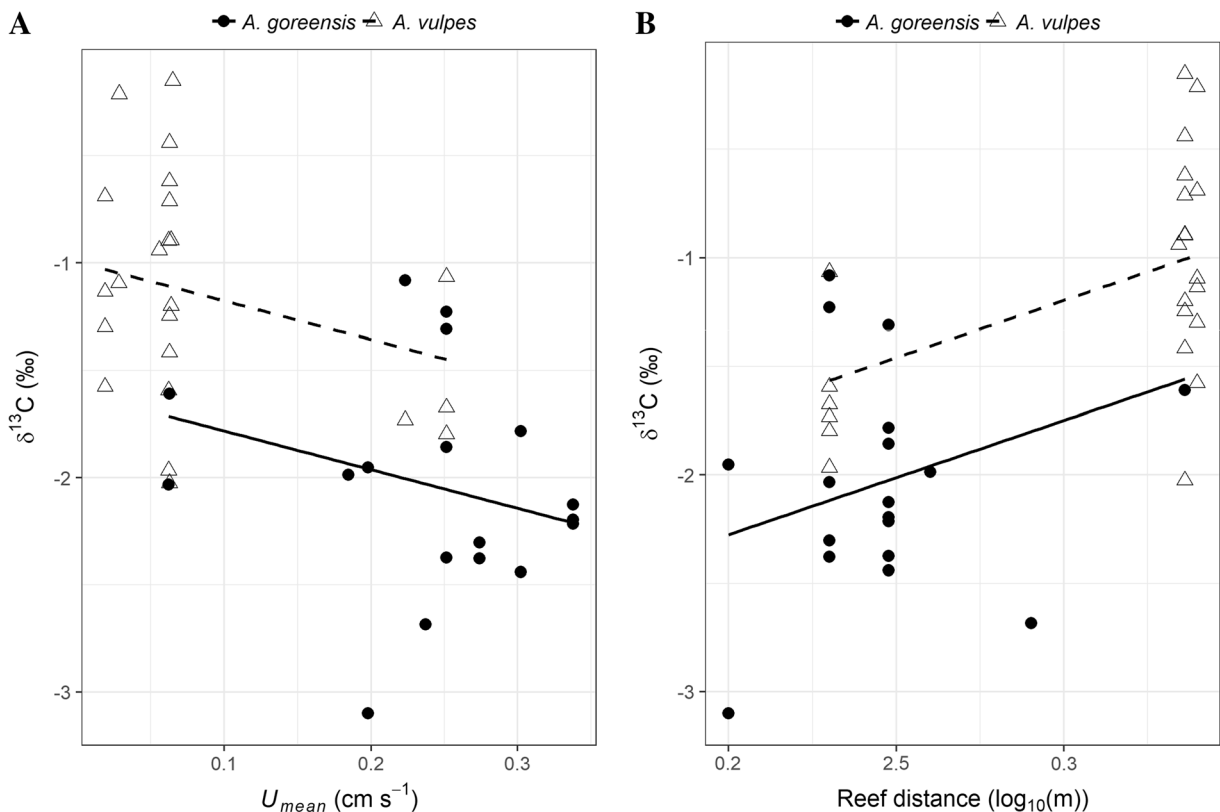 A
A. goreensis
A. vulpes
-1
-2
-3
δ¹³C (‰)
0.1
0.2
0.3
U mean (cm s⁻¹)
B
A. goreensis
A. vulpes
-1
-2
-3
δ¹³C (‰)
0.2
2.5
0.3
Reef distance (log₁₀(m))